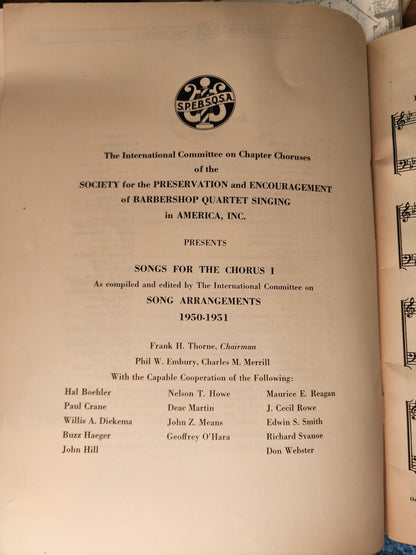 S.P.E.B.S.Q.S.A.
The International Committee on Chapter Choruses
of the
SOCIETY for the PRESERVATION and ENCOURAGEMENT
of BARBERSHOP QUARTET SINGING
in AMERICA, INC.
PRESENTS
SONGS FOR THE CHORUS I
As compiled and edited by The International Committee on
SONG ARRANGEMENTS
1950-1951
Frank H. Thorne, Chairman
Phil W. Embury, Charles M. Merrill
With the Capable Cooperation of the Following:
Hal Boehler
Paul Crane
Willis A. Diekema
Buzz Haeger
John Hill
Nelson T. Howe
Deac Martin
John Z. Means
Geoffrey O'Hara
Maurice E. Reagan
J. Cecil Rowe
Edwin S. Smith
Richard Svanoe
Don Webster